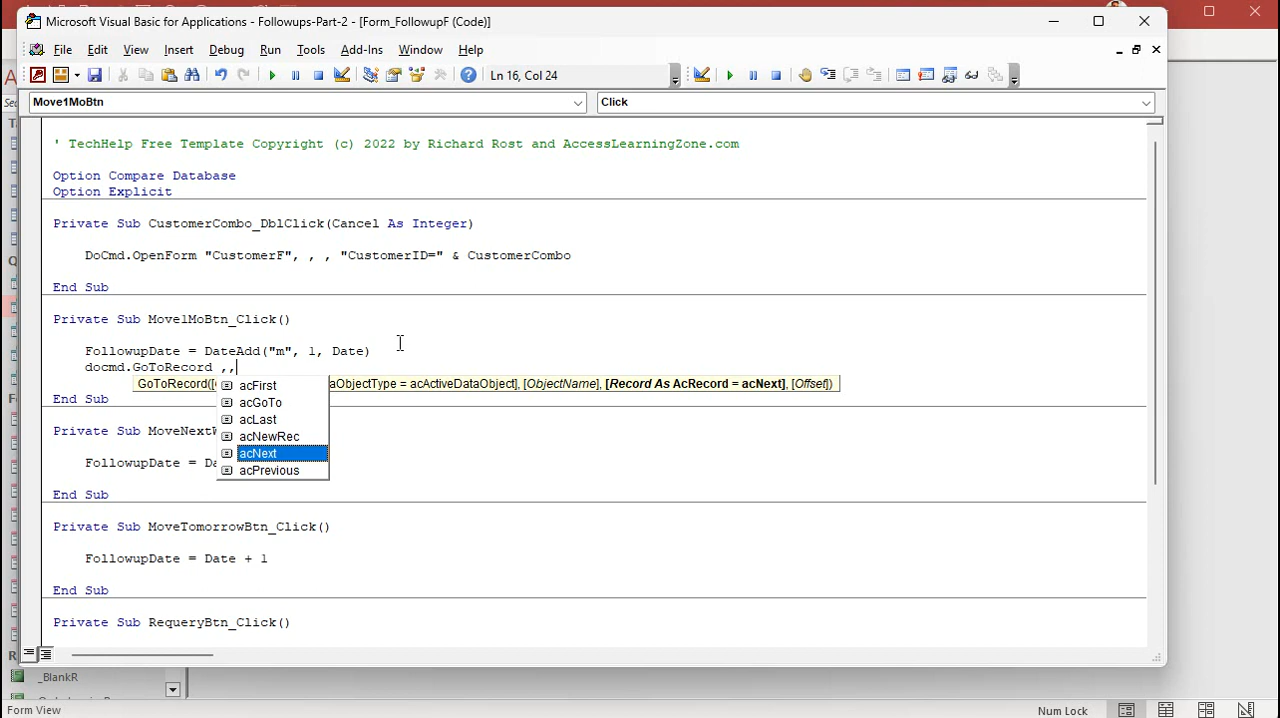 Microsoft Visual Basic for Applications - Followups-Part-2 - [Form_FollowupF (Code)]
File Edit View Insert Debug Run Tools Add-Ins Window Help
Ln 16, Col 24
Move1MoBtn Click
' TechHelp Free Template Copyright (c) 2022 by Richard Rost and AccessLearningZone.com
Option Compare Database
Option Explicit
Private Sub CustomerCombo_DblClick(Cancel As Integer)
DoCmd.OpenForm "CustomerF", , , "CustomerID=" & CustomerCombo
End Sub
Private Sub Move1MoBtn_Click()
FollowupDate = DateAdd("m", 1, Date)
docmd.GoToRecord ,,
GoToRecord([ aObjectType = acActiveDataObject], [ObjectName], [Record As AcRecord = acNext], [Offset])
acFirst
acGoTo
acLast
acNewRec
acNext
acPrevious
End Sub
Private Sub MoveNextW
FollowupDate = Da
End Sub
Private Sub MoveTomorrowBtn_Click()
FollowupDate = Date + 1
End Sub
Private Sub RequeryBtn_Click()
_BlankR
Form View Num Lock